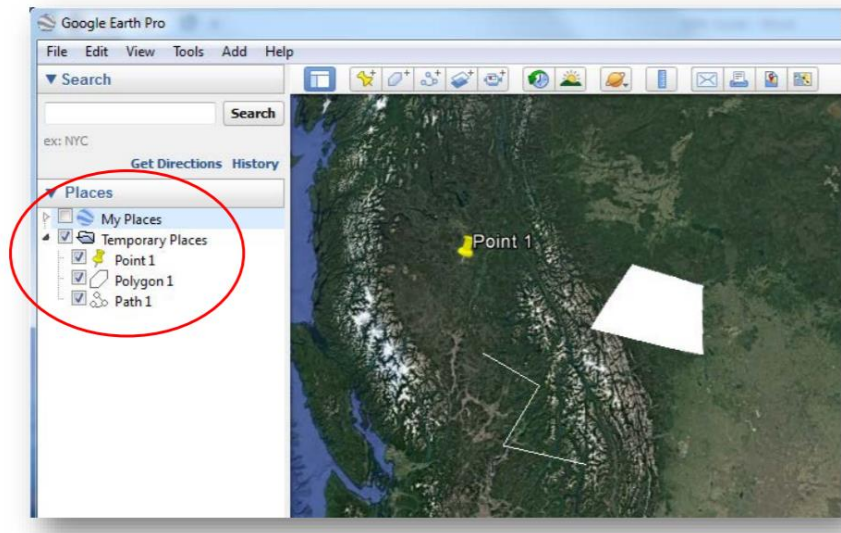 Google Earth Pro
File Edit View Tools Add Help
Search
Search
ex: NYC
Get Directions History
Places
My Places
Temporary Places
Point 1
Polygon 1
Path 1
Point 1